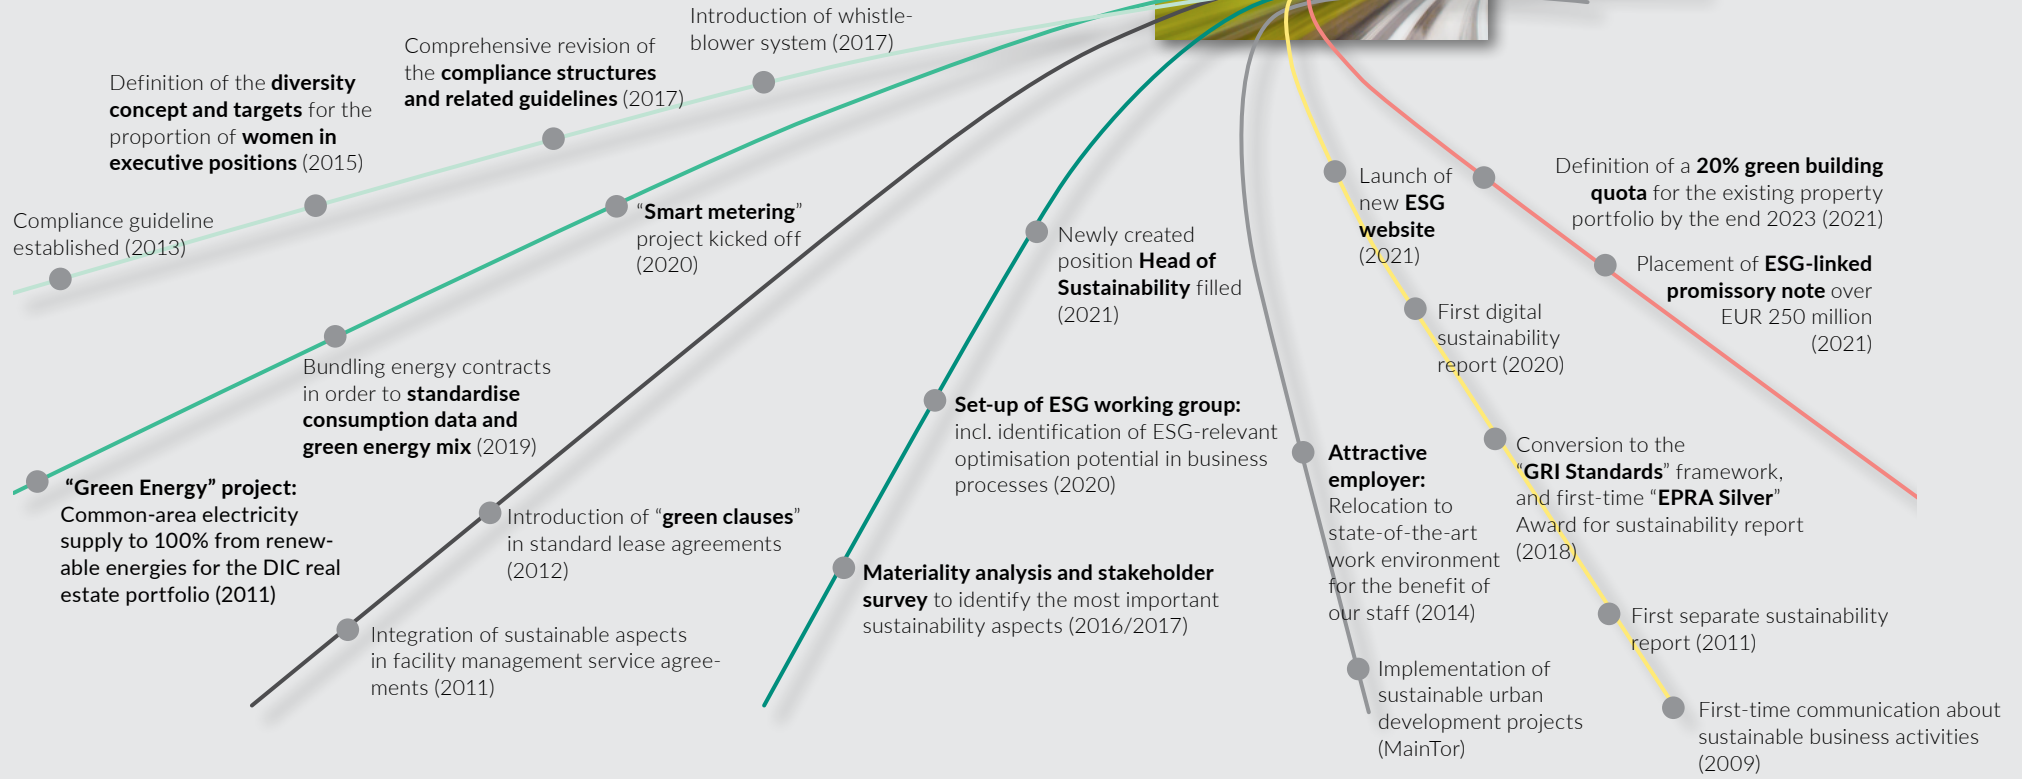 Introduction of whistle-
blower system (2017)
Comprehensive revision of
the compliance structures
and related guidelines (2017)
Definition of the diversity
concept and targets for the
proportion of women in
executive positions (2015)
Compliance guideline
established (2013)
“Smart metering”
project kicked off
(2020)
Bundling energy contracts
in order to standardise
consumption data and
green energy mix (2019)
“Green Energy” project:
Common-area electricity
supply to 100% from renew-
able energies for the DIC real
estate portfolio (2011)
Introduction of “green clauses”
in standard lease agreements
(2012)
Integration of sustainable aspects
in facility management service agree-
ments (2011)
Newly created
position Head of
Sustainability filled
(2021)
Set-up of ESG working group:
incl. identification of ESG-relevant
optimisation potential in business
processes (2020)
Materiality analysis and stakeholder
survey to identify the most important
sustainability aspects (2016/2017)
Attractive
employer:
Relocation to
state-of-the-art
work environment
for the benefit of
our staff (2014)
Implementation of
sustainable urban
development projects
(MainTor)
Launch of
new ESG
website
(2021)
First digital
sustainability
report (2020)
Conversion to the
“GRI Standards” framework,
and first-time “EPRA Silver”
Award for sustainability report
(2018)
First separate sustainability
report (2011)
First-time communication about
sustainable business activities
(2009)
Definition of a 20% green building
quota for the existing property
portfolio by the end 2023 (2021)
Placement of ESG-linked
promissory note over
EUR 250 million
(2021)